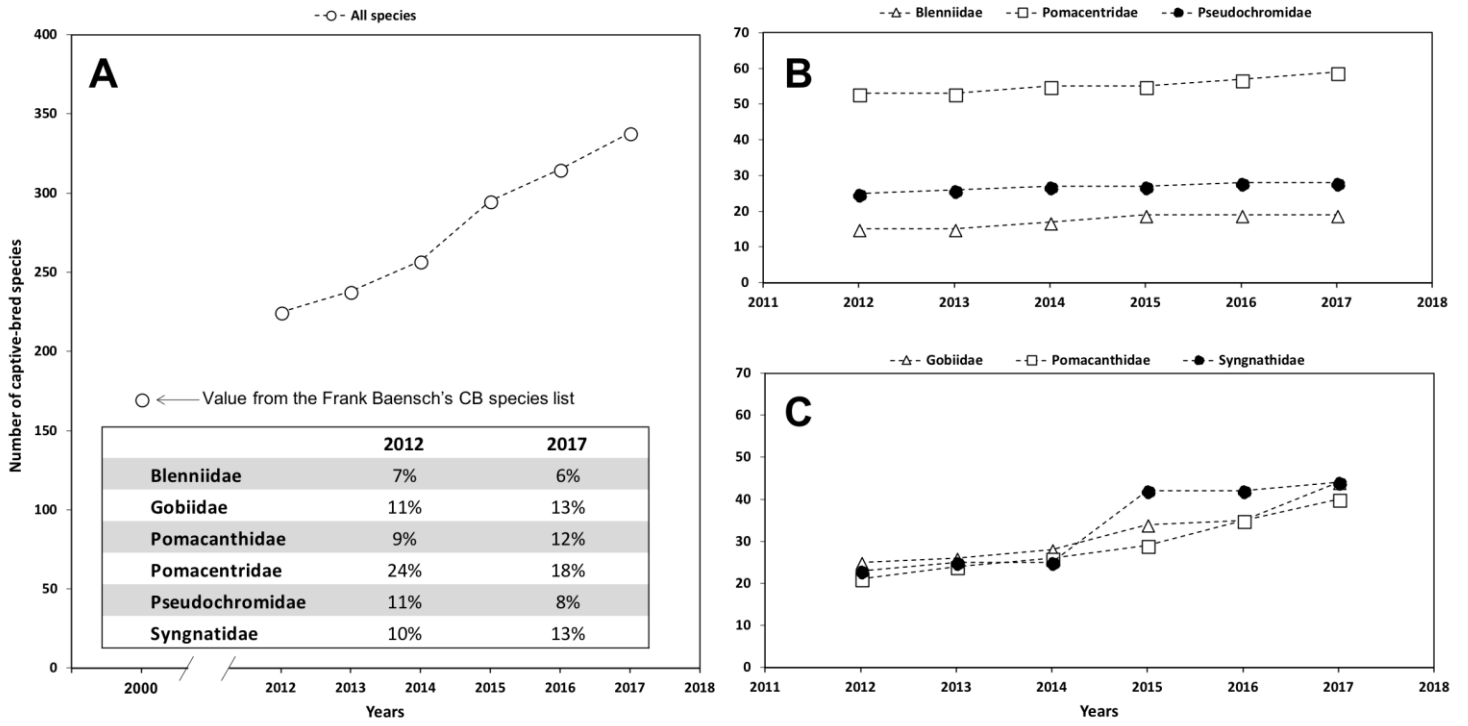 All species
A
400
350
300
250
200
150
100
50
0
Number of captive-bred species
Value from the Frank Baensch's CB species list
2012 2017
Blenniidae 7% 6%
Gobiidae 11% 13%
Pomacanthidae 9% 12%
Pomacentridae 24% 18%
Pseudochromidae 11% 8%
Syngnatidae 10% 13%
2000 2012 2013 2014 2015 2016 2017 2018
Years
Blenniidae Pomacentridae Pseudochromidae
B
70
60
50
40
30
20
10
0
2011 2012 2013 2014 2015 2016 2017 2018
Gobiidae Pomacanthidae Syngnathidae
C
70
60
50
40
30
20
10
0
2011 2012 2013 2014 2015 2016 2017 2018
Years